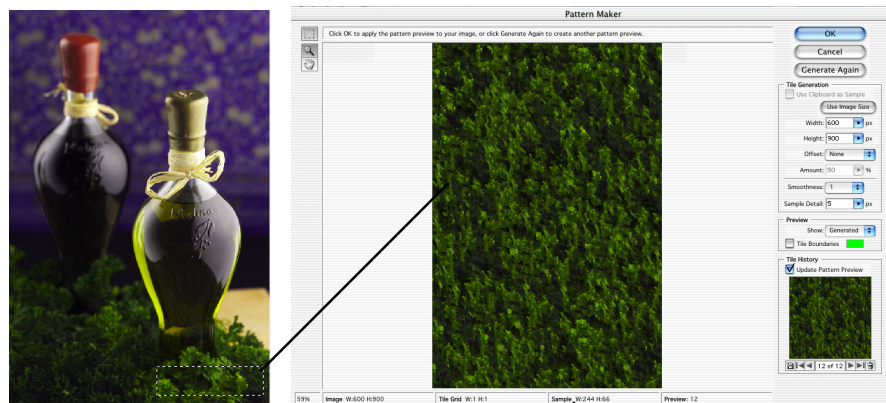 Pattern Maker
Click OK to apply the pattern preview to your image, or click Generate Again to create another pattern preview.
OK
Cancel
Generate Again
Tile Generation
Use Clipboard as Sample
Use Image Size
Width: 600 px
Height: 900 px
Offset: None
Amount: 50 %
Smoothness: 1
Sample Detail: 5 px
Preview
Show: Generated
Tile Boundaries
Tile History
Update Pattern Preview
12 of 12
59% Image W:600 H:900 Tile Grid W:1 H:1 Sample W:244 H:66 Preview: 12